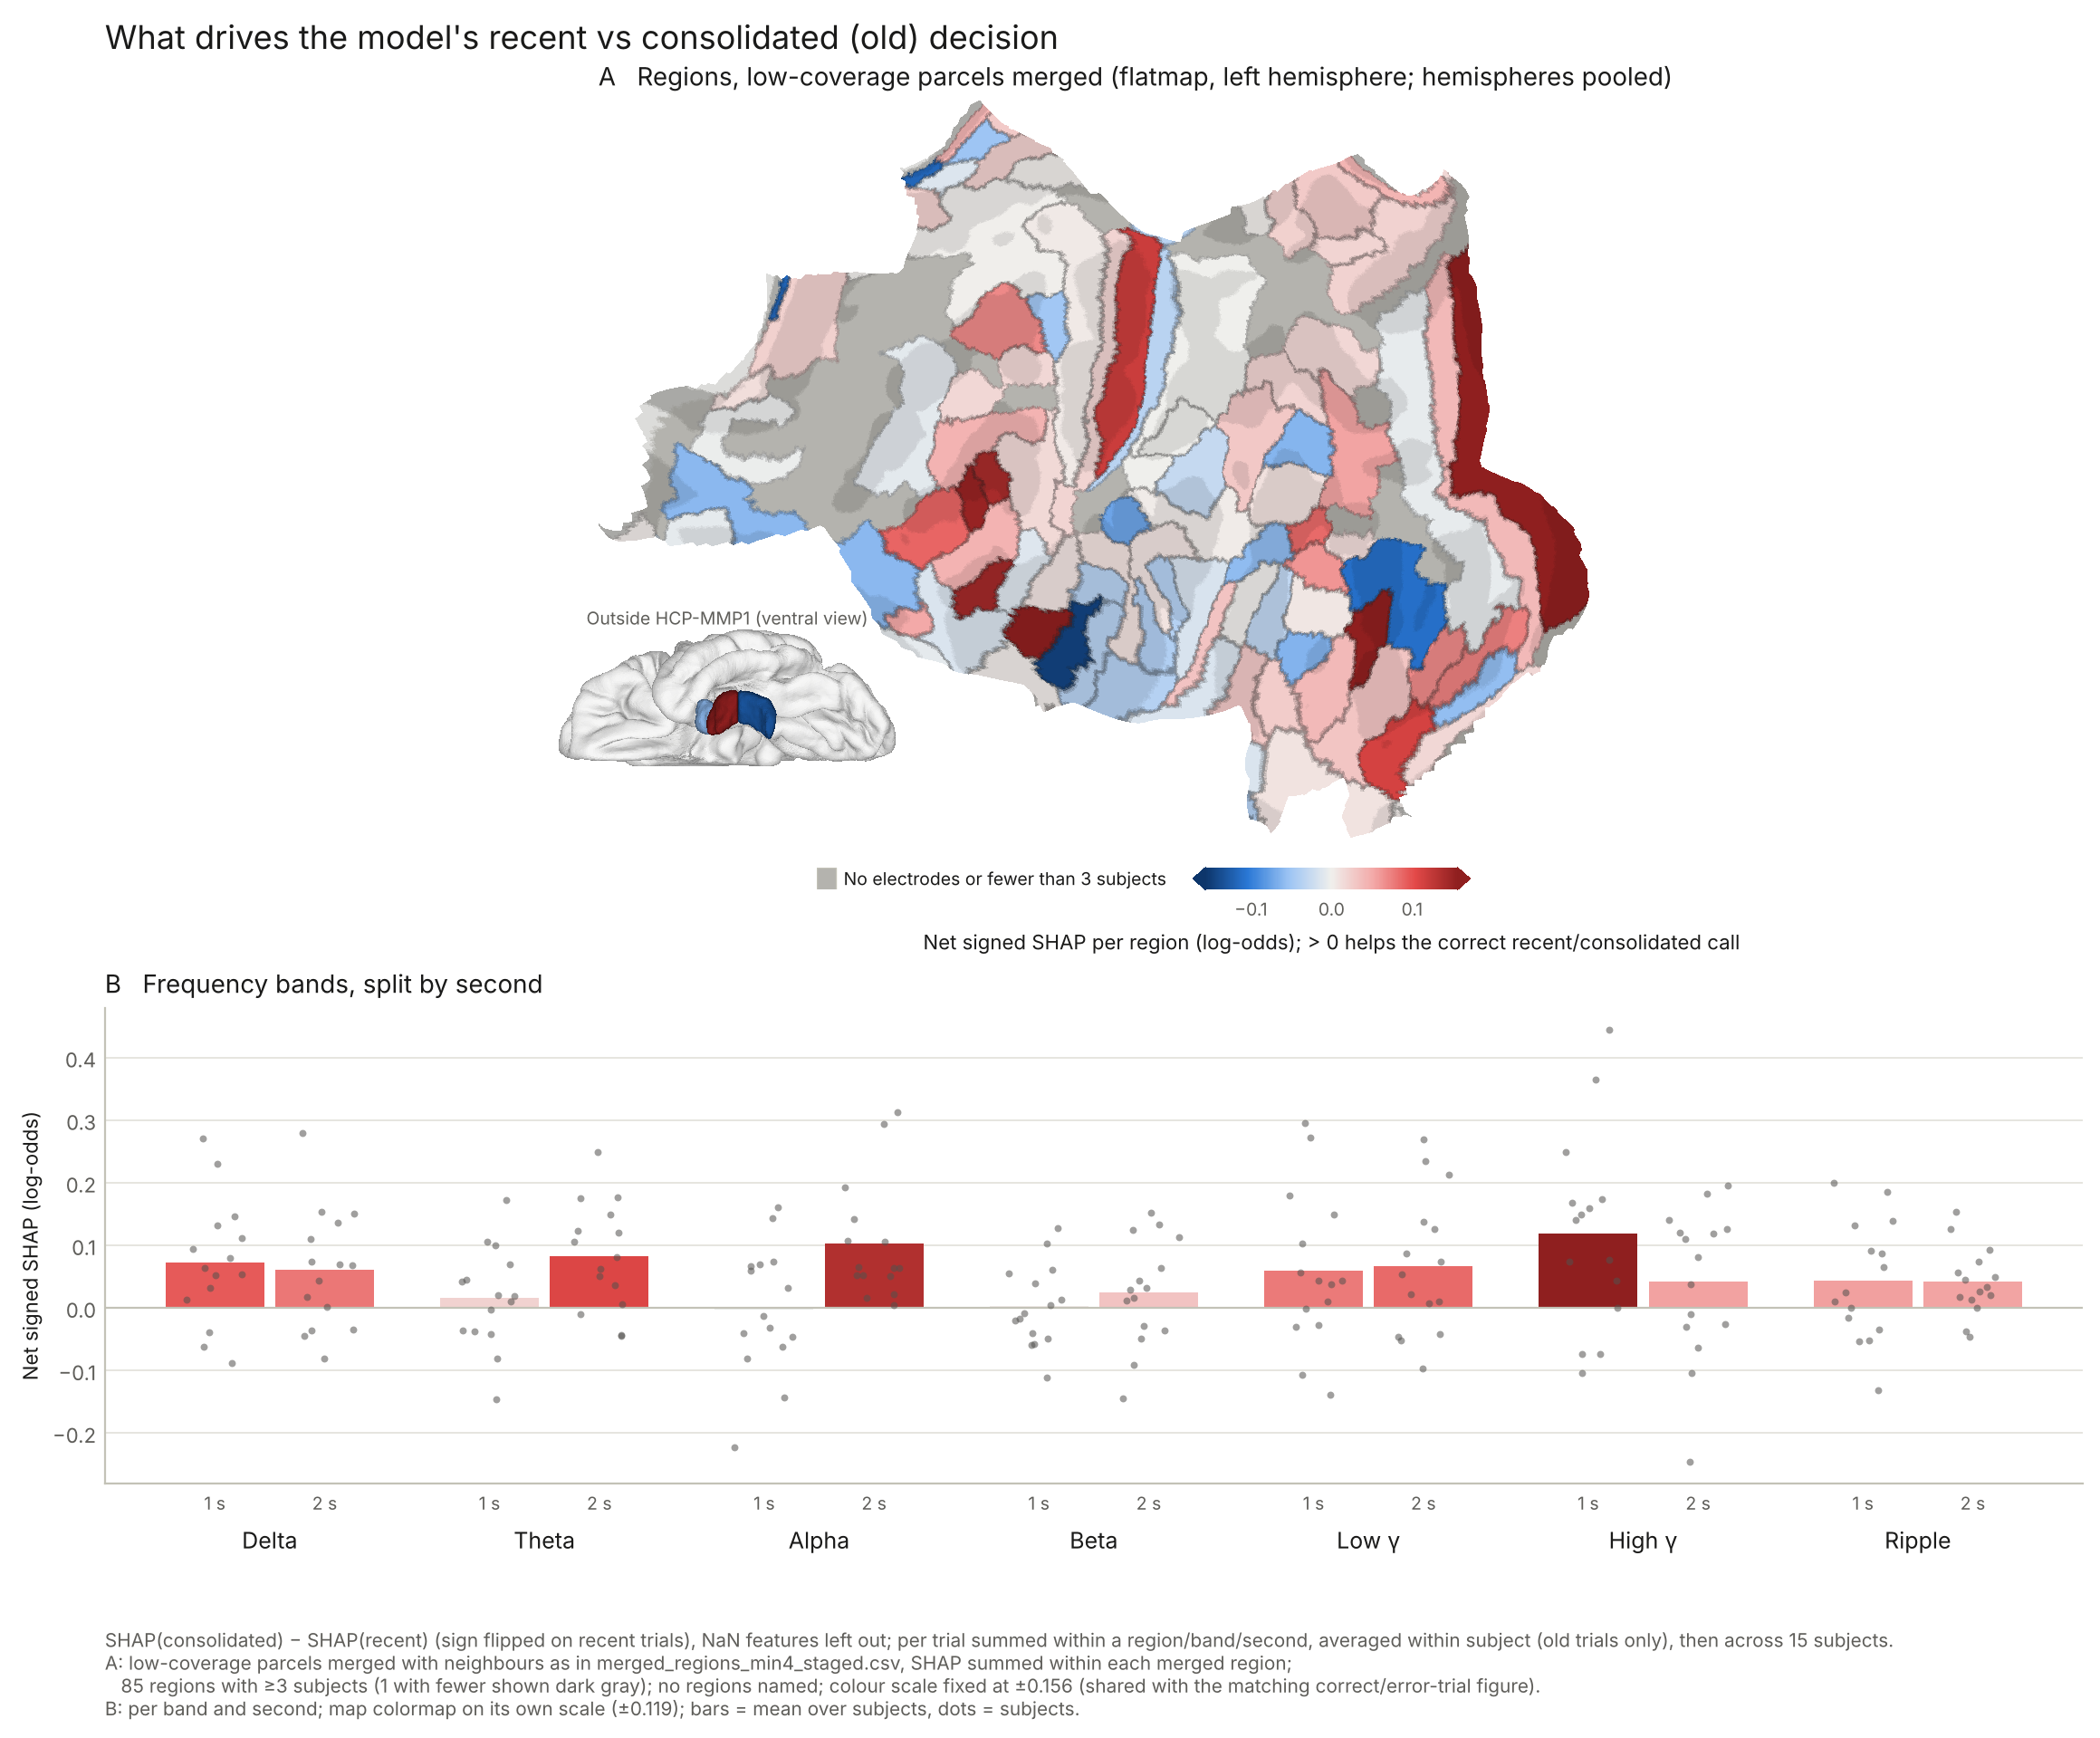 What drives the model's recent vs consolidated (old) decision
A Regions, low-coverage parcels merged (flatmap, left hemisphere; hemispheres pooled)
Outside HCP-MMP1 (ventral view)
No electrodes or fewer than 3 subjects
−0.1 0.0 0.1
Net signed SHAP per region (log-odds); > 0 helps the correct recent/consolidated call
B Frequency bands, split by second
Net signed SHAP (log-odds)
0.4
0.3
0.2
0.1
0.0
−0.1
−0.2
1 s 2 s 1 s 2 s 1 s 2 s 1 s 2 s 1 s 2 s 1 s 2 s 1 s 2 s
Delta Theta Alpha Beta Low γ High γ Ripple
SHAP(consolidated) − SHAP(recent) (sign flipped on recent trials), NaN features left out; per trial summed within a region/band/second, averaged within subject (old trials only), then across 15 subjects.
A: low-coverage parcels merged with neighbours as in merged_regions_min4_staged.csv, SHAP summed within each merged region;
85 regions with ≥3 subjects (1 with fewer shown dark gray); no regions named; colour scale fixed at ±0.156 (shared with the matching correct/error-trial figure).
B: per band and second; map colormap on its own scale (±0.119); bars = mean over subjects, dots = subjects.